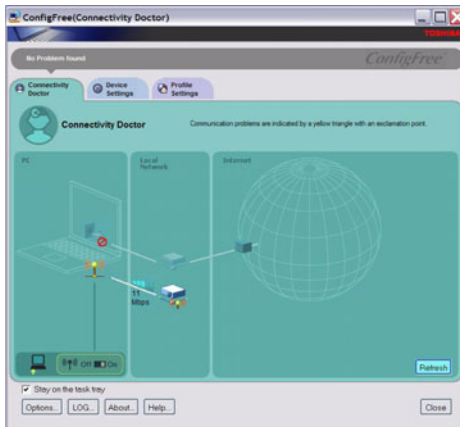 ConfigFree(Connectivity Doctor)
TOSHIBA
No Problem found
ConfigFree
Connectivity Doctor
Device Settings
Profile Settings
Connectivity Doctor
Communication problems are indicated by a yellow triangle with an exclamation point.
PC
Local Network
Internet
11 Mbps
Off On
Refresh
Stay on the task tray
Options..
LOG..
About..
Help..
Close